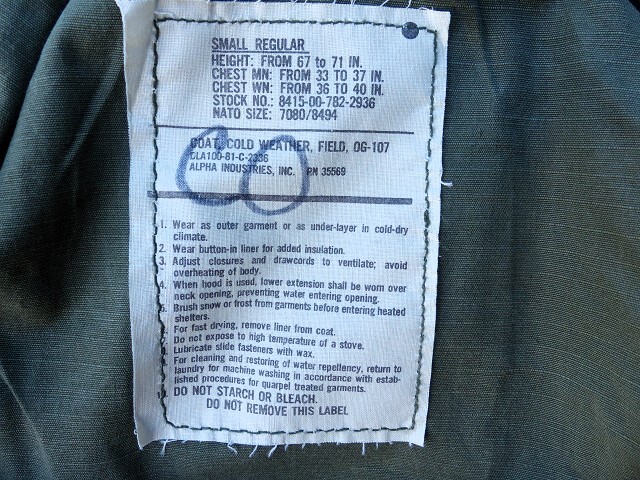 SMALL REGULAR
HEIGHT: FROM 67 to 71 IN.
CHEST MN: FROM 33 TO 37 IN.
CHEST WN: FROM 36 TO 40 IN.
STOCK NO.: 8415-00-782-2936
NATO SIZE: 7080/8494
COAT, COLD WEATHER, FIELD, OG-107
DLA100-81-C-2336
ALPHA INDUSTRIES, INC. PN 35569
1. Wear as outer garment or as under-layer in cold-dry
climate.
2. Wear button-in liner for added insulation.
3. Adjust closures and drawcords to ventilate; avoid
overheating of body.
4. When hood is used, lower extension shall be worn over
neck opening, preventing water entering opening.
5. Brush snow or frost from garments before entering heated
shelters.
For fast drying, remove liner from coat.
Do not expose to high temperature of a stove.
Lubricate slide fasteners with wax.
For cleaning and restoring of water repellency, return to
laundry for machine washing in accordance with estab-
lished procedures for quarpel treated garments.
DO NOT STARCH OR BLEACH.
DO NOT REMOVE THIS LABEL